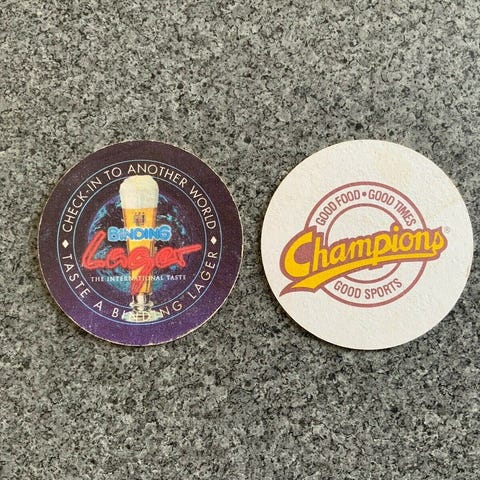 CHECK-IN TO ANOTHER WORLD
BINDING
Lager
THE INTERNATIONAL TASTE
TASTE A BINDING LAGER
GOOD FOOD • GOOD TIMES
Champions®
GOOD SPORTS